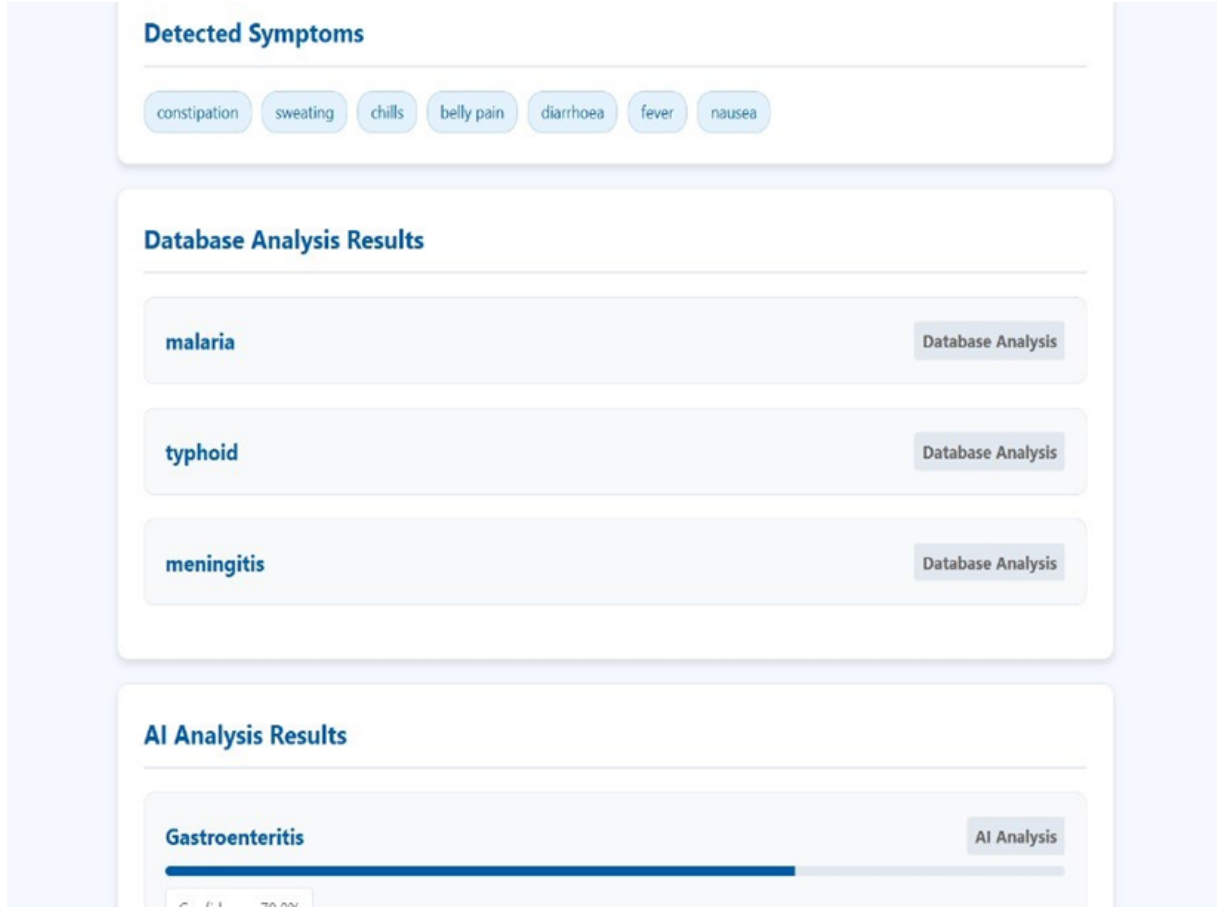 Detected Symptoms
constipation sweating chills belly pain diarrhoea fever nausea
Database Analysis Results
malaria Database Analysis
typhoid Database Analysis
meningitis Database Analysis
AI Analysis Results
Gastroenteritis AI Analysis